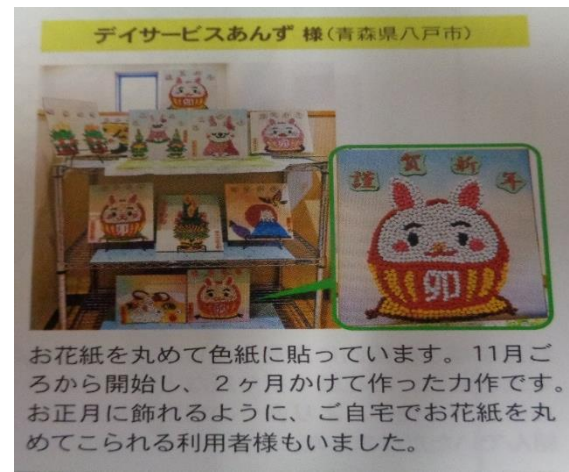 デイサービスあんず 様(青森県八戸市)
謹賀新年
卯
お花紙を丸めて色紙に貼っています。11月ご
ろから開始し、2ヶ月かけて作った力作です。
お正月に飾れるように、ご自宅でお花紙を丸
めてこられる利用者様もいました。